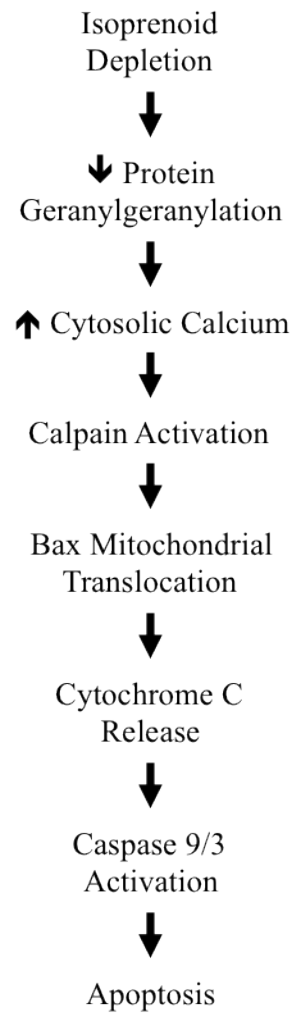 Isoprenoid
Depletion
🡇 Protein
Geranylgeranylation
🡅 Cytosolic Calcium
Calpain Activation
Bax Mitochondrial
Translocation
Cytochrome C
Release
Caspase 9/3
Activation
Apoptosis